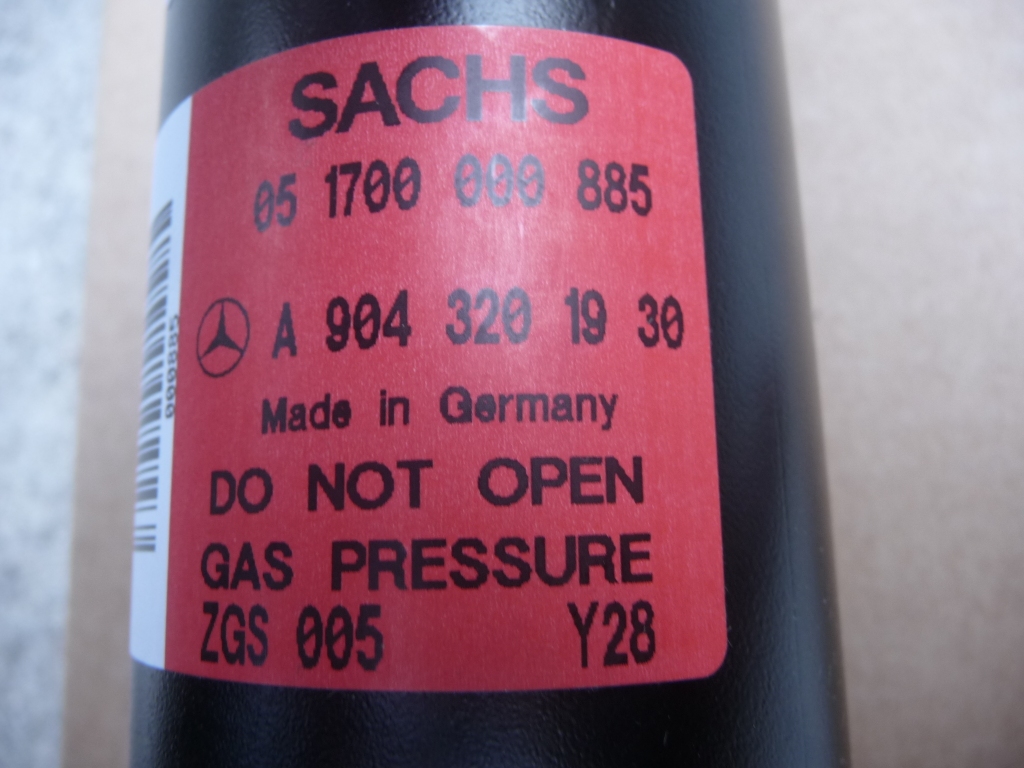 SACHS
05 1700 000 885
A 904 320 19 30
Made in Germany
DO NOT OPEN
GAS PRESSURE
ZGS 005 Y28
000885